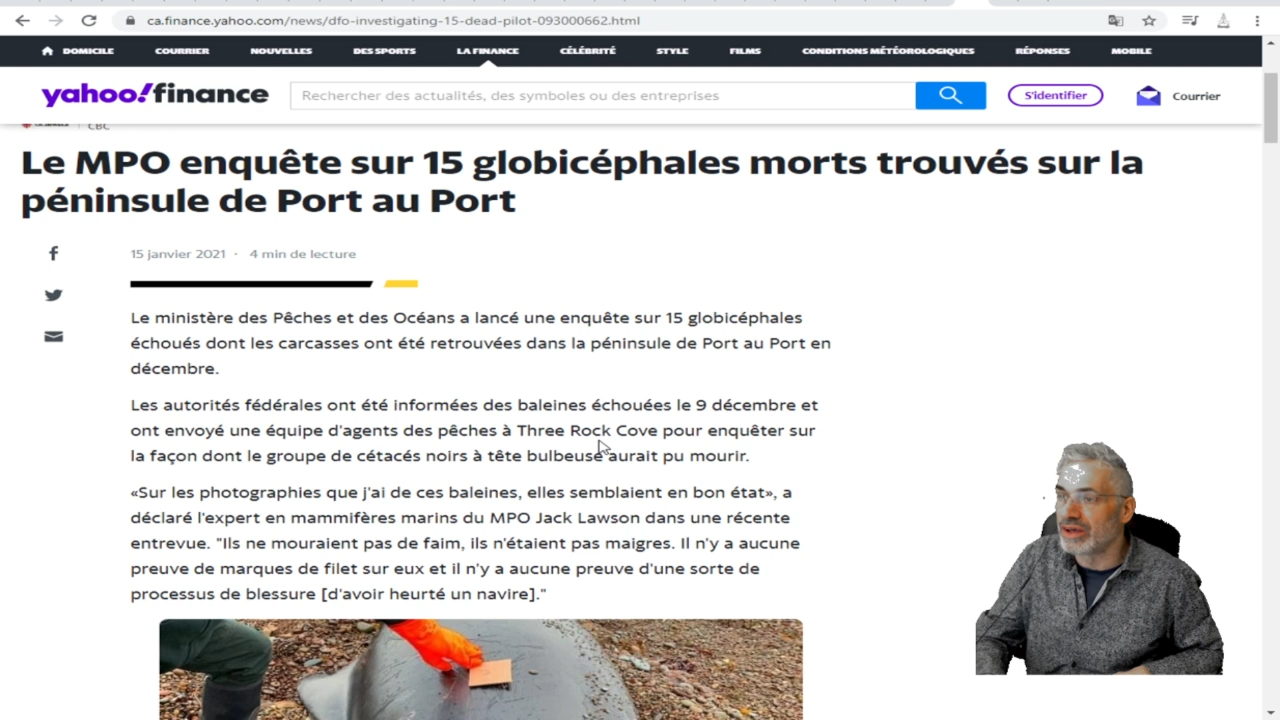 ca.finance.yahoo.com/news/dfo-investigating-15-dead-pilot-093000662.html
DOMICILE COURRIER NOUVELLES DES SPORTS LA FINANCE CÉLÉBRITÉ STYLE FILMS CONDITIONS MÉTÉOROLOGIQUES RÉPONSES MOBILE
yahoo!finance
Rechercher des actualités, des symboles ou des entreprises
S'identifier
Courrier
CBC
Le MPO enquête sur 15 globicéphales morts trouvés sur la
péninsule de Port au Port
15 janvier 2021 · 4 min de lecture
Le ministère des Pêches et des Océans a lancé une enquête sur 15 globicéphales
échoués dont les carcasses ont été retrouvées dans la péninsule de Port au Port en
décembre.
Les autorités fédérales ont été informées des baleines échouées le 9 décembre et
ont envoyé une équipe d'agents des pêches à Three Rock Cove pour enquêter sur
la façon dont le groupe de cétacés noirs à tête bulbeuse aurait pu mourir.
«Sur les photographies que j'ai de ces baleines, elles semblaient en bon état», a
déclaré l'expert en mammifères marins du MPO Jack Lawson dans une récente
entrevue. "Ils ne mouraient pas de faim, ils n'étaient pas maigres. Il n'y a aucune
preuve de marques de filet sur eux et il n'y a aucune preuve d'une sorte de
processus de blessure [d'avoir heurté un navire]."